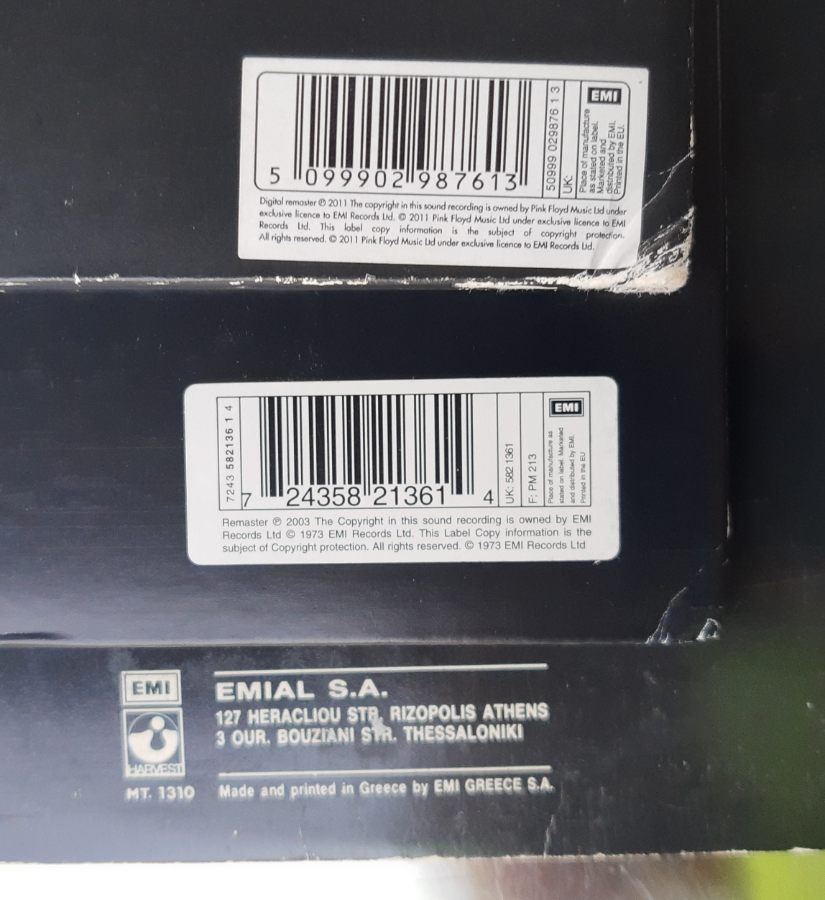 5 099902 987613
50999 029876 1 3
UK:
EMI
Place of manufacture
as stated on label.
Marketed and
distributed by EMI.
Printed in the EU.
Digital remaster ℗ 2011 The copyright in this sound recording is owned by Pink Floyd Music Ltd under
exclusive licence to EMI Records Ltd. © 2011 Pink Floyd Music Ltd under exclusive licence to EMI
Records Ltd. This label copy information is the subject of copyright protection.
All rights reserved. © 2011 Pink Floyd Music Ltd under exclusive licence to EMI Records Ltd.
7243 582136 1 4
7 24358 21361 4
UK: 582 1361
F: PM 213
EMI
Place of manufacture as
stated on label. Marketed
and distributed by EMI.
Printed in the EU
Remaster ℗ 2003 The Copyright in this sound recording is owned by EMI
Records Ltd © 1973 EMI Records Ltd. This Label Copy information is the
subject of Copyright protection. All rights reserved. © 1973 EMI Records Ltd
EMI
HARVEST
MT. 1310
EMIAL S.A.
127 HERACLIOU STR. RIZOPOLIS ATHENS
3 OUR. BOUZIANI STR. THESSALONIKI
Made and printed in Greece by EMI GREECE S.A.